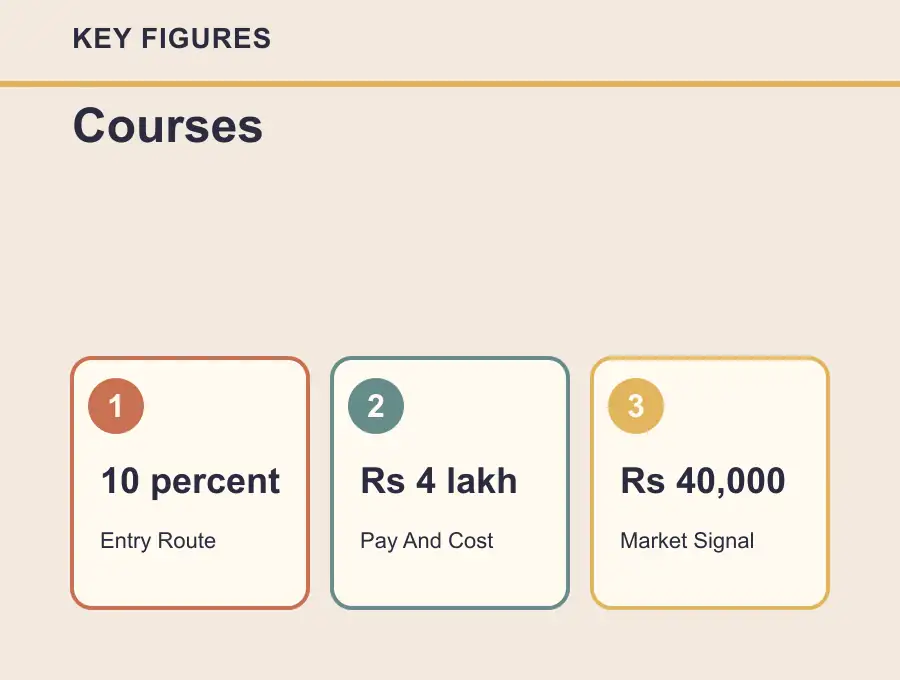 KEY FIGURES
Courses
1
10 percent
Entry Route
2
Rs 4 lakh
Pay And Cost
3
Rs 40,000
Market Signal